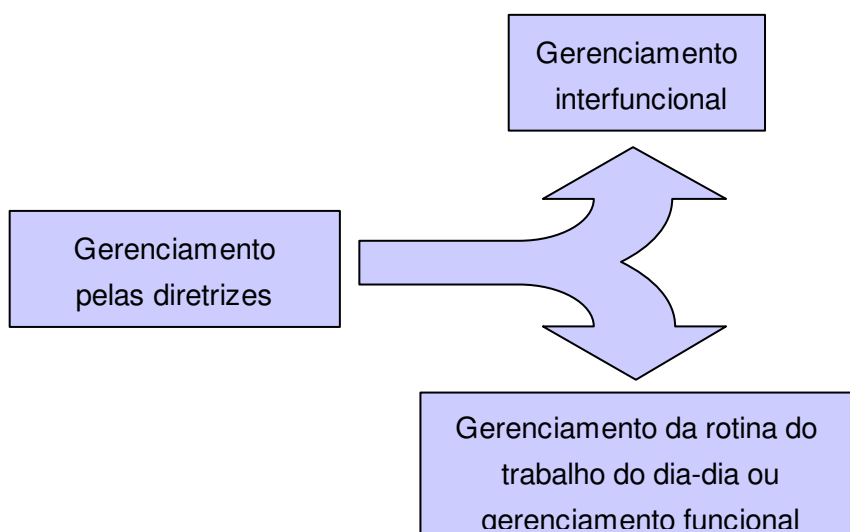 Gerenciamento
interfuncional
Gerenciamento
pelas diretrizes
Gerenciamento da rotina do
trabalho do dia-dia ou
gerenciamento funcional